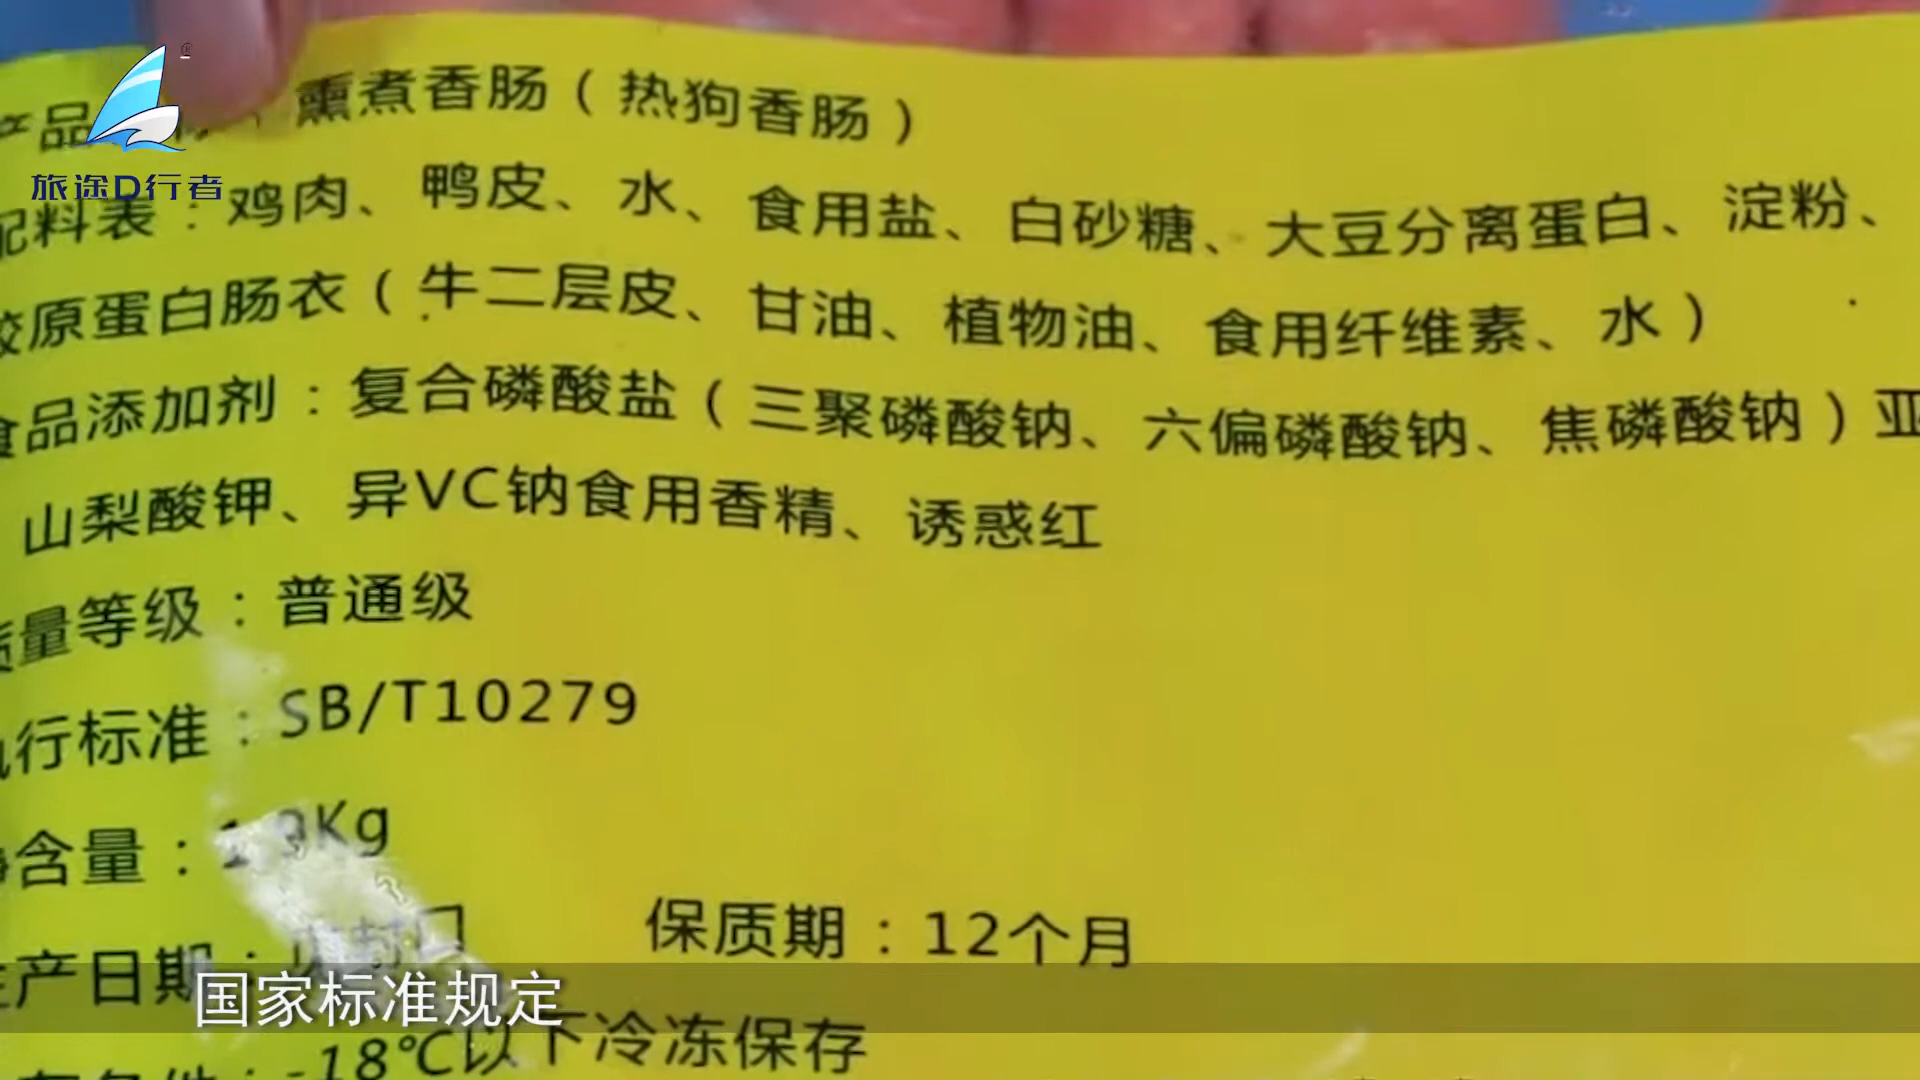 产品 : 熏煮香肠（热狗香肠）
旅途D行者
配料表：鸡肉、鸭皮、水、食用盐、白砂糖、大豆分离蛋白、淀粉、
胶原蛋白肠衣（牛二层皮、甘油、植物油、食用纤维素、水）
食品添加剂：复合磷酸盐（三聚磷酸钠、六偏磷酸钠、焦磷酸钠）亚
山梨酸钾、异VC钠食用香精、诱惑红
质量等级：普通级
执行标准：SB/T10279
净含量： Kg
生产日期： 封口 保质期：12个月
国家标准规定
-18℃以下冷冻保存